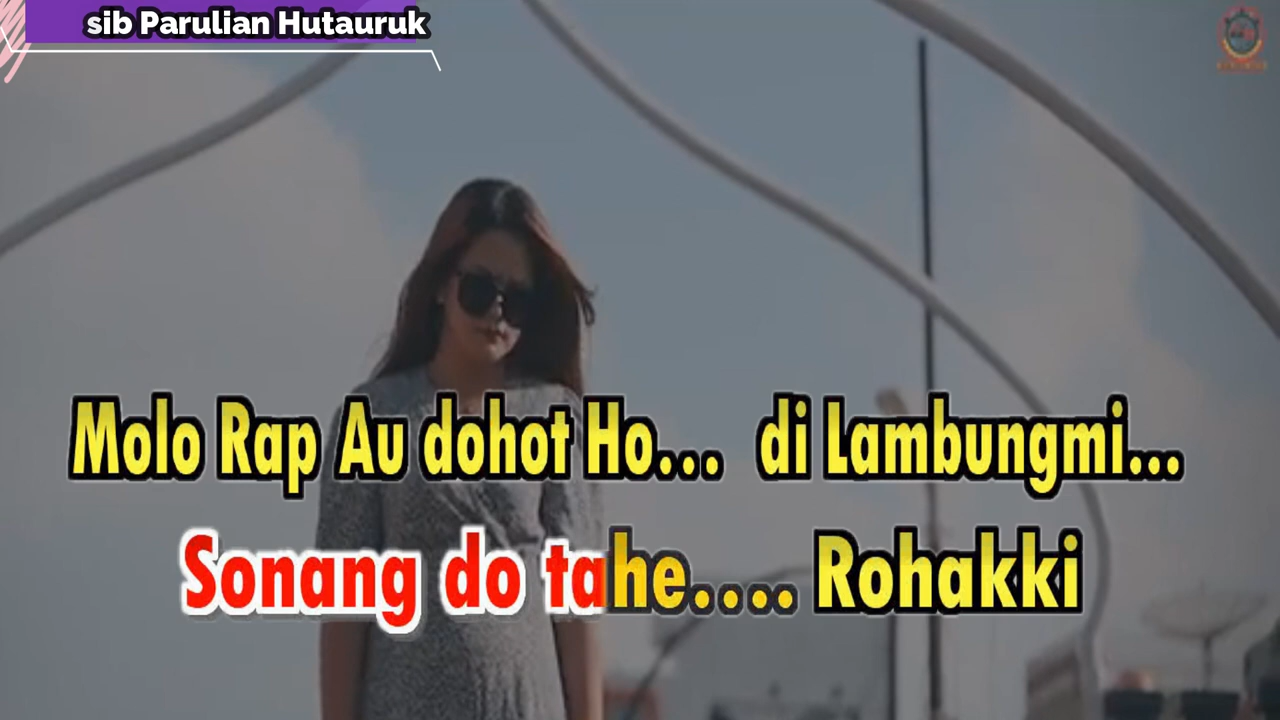 sib Parulian Hutauruk
Molo Rap Au dohot Ho... di Lambungmi...
Sonang do tahe.... Rohakki